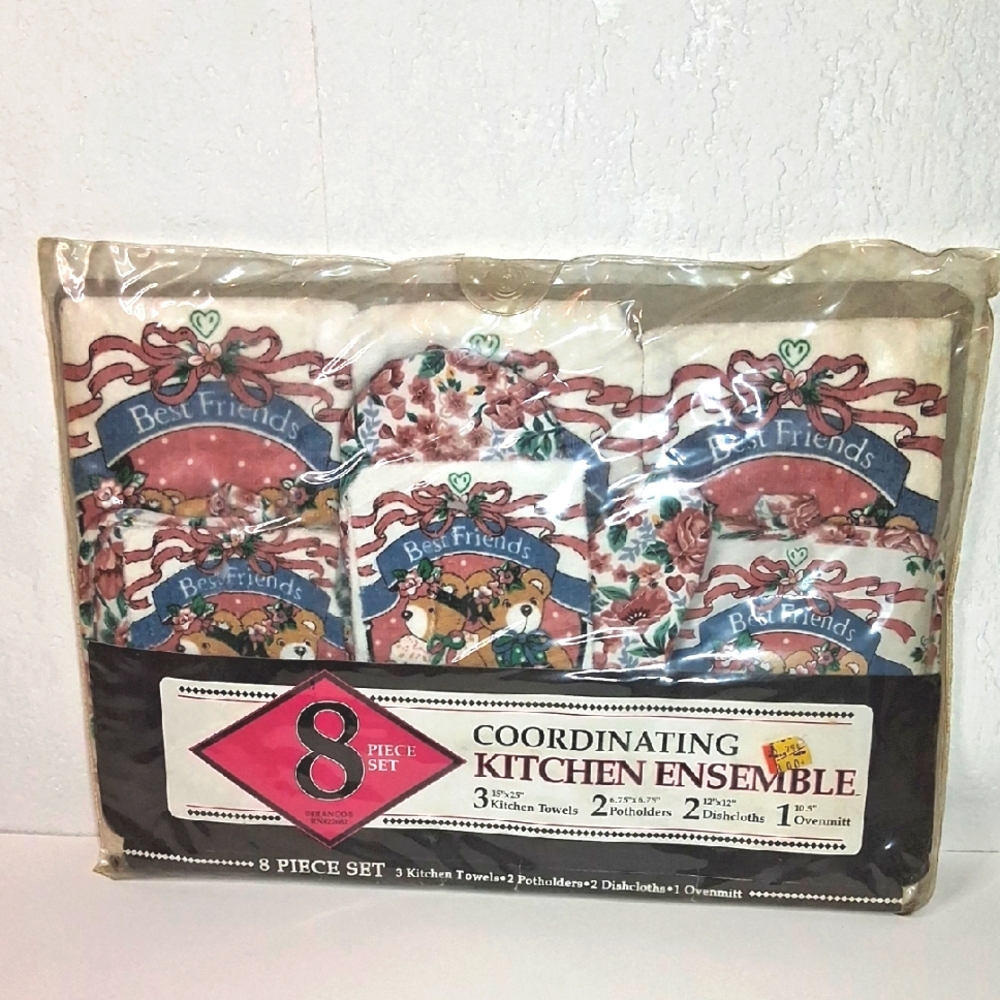 Best Friends
Best Friends
Best Friends
Best Friends
Best Friends
8 PIECE
SET
COORDINATING
KITCHEN ENSEMBLE
3 15"x25" Kitchen Towels 2 6.75"x8.75" Potholders 2 12"x12" Dishcloths 1 10.5" Ovenmitt
8 PIECE SET 3 Kitchen Towels•2 Potholders•2 Dishcloths•1 Ovenmitt